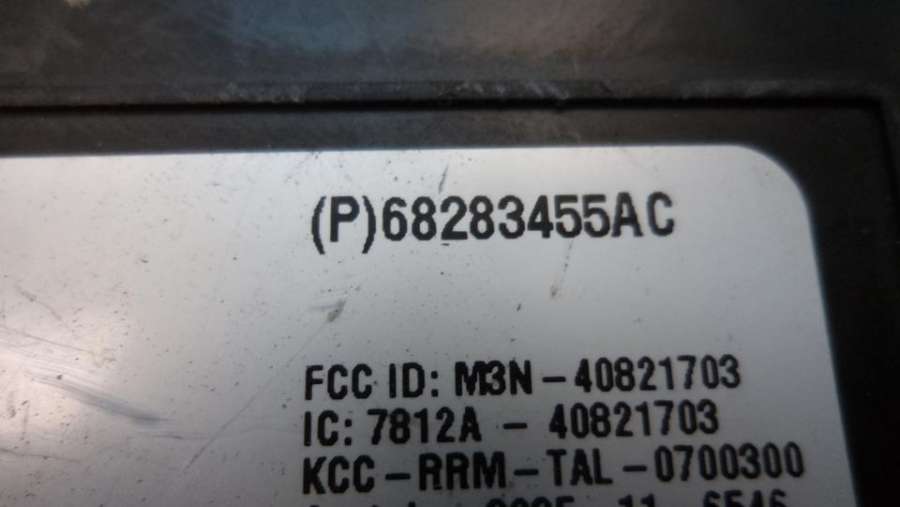 (P)68283455AC
FCC ID: M3N-40821703
IC: 7812A - 40821703
KCC-RRM-TAL-0700300